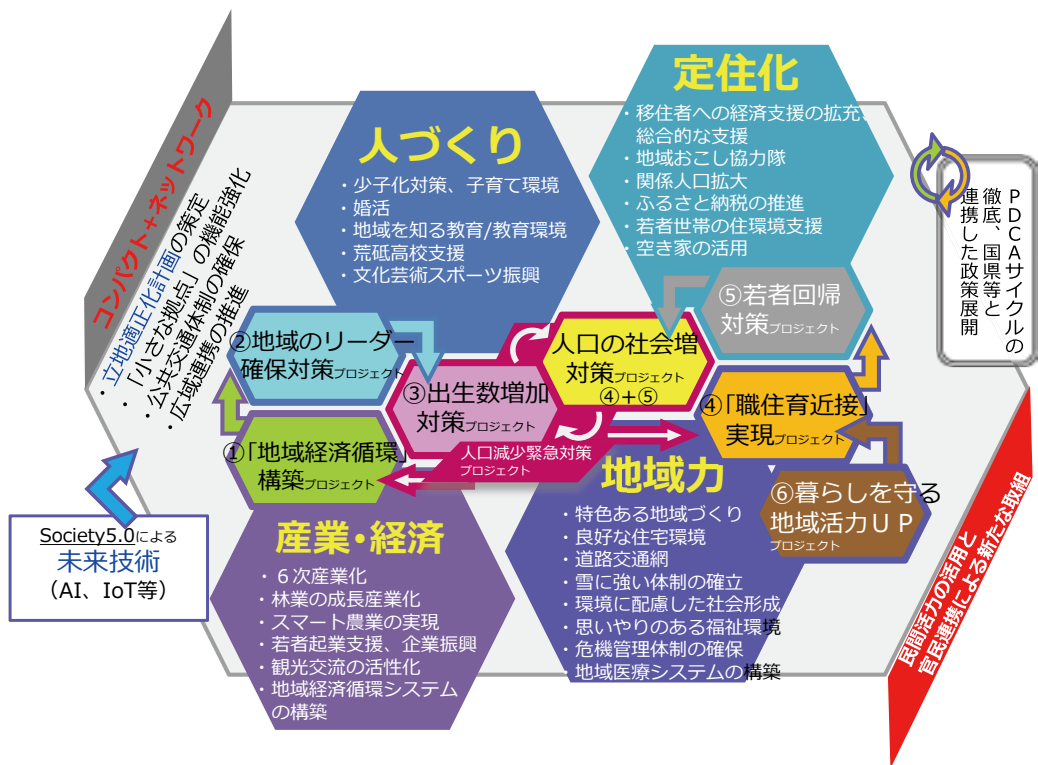 コンパクト+ネットワーク
・立地適正化計画の策定
・「小さな拠点」の機能強化
・公共交通体制の確保
・広域連携の推進
人づくり
・少子化対策、子育て環境
・婚活
・地域を知る教育/教育環境
・荒砥高校支援
・文化芸術スポーツ振興
定住化
・移住者への経済支援の拡充、
総合的な支援
・地域おこし協力隊
・関係人口拡大
・ふるさと納税の推進
・若者世帯の住環境支援
・空き家の活用
PDCAサイクルの
徹底、国県等と
連携した政策展開
⑤若者回帰
対策プロジェクト
②地域のリーダー
確保対策プロジェクト
人口の社会増
対策プロジェクト
④+⑤
③出生数増加
対策プロジェクト
④「職住育近接」
実現プロジェクト
①「地域経済循環」
構築プロジェクト
人口減少緊急対策
プロジェクト
⑥暮らしを守る
地域活力UP
プロジェクト
Society5.0による
未来技術
（AI、IoT等）
産業・経済
・６次産業化
・林業の成長産業化
・スマート農業の実現
・若者起業支援、企業振興
・観光交流の活性化
・地域経済循環システム
の構築
地域力
・特色ある地域づくり
・良好な住宅環境
・道路交通網
・雪に強い体制の確立
・環境に配慮した社会形成
・思いやりのある福祉環境
・危機管理体制の確保
・地域医療システムの構築
民間活力の活用と
官民連携による新たな取組